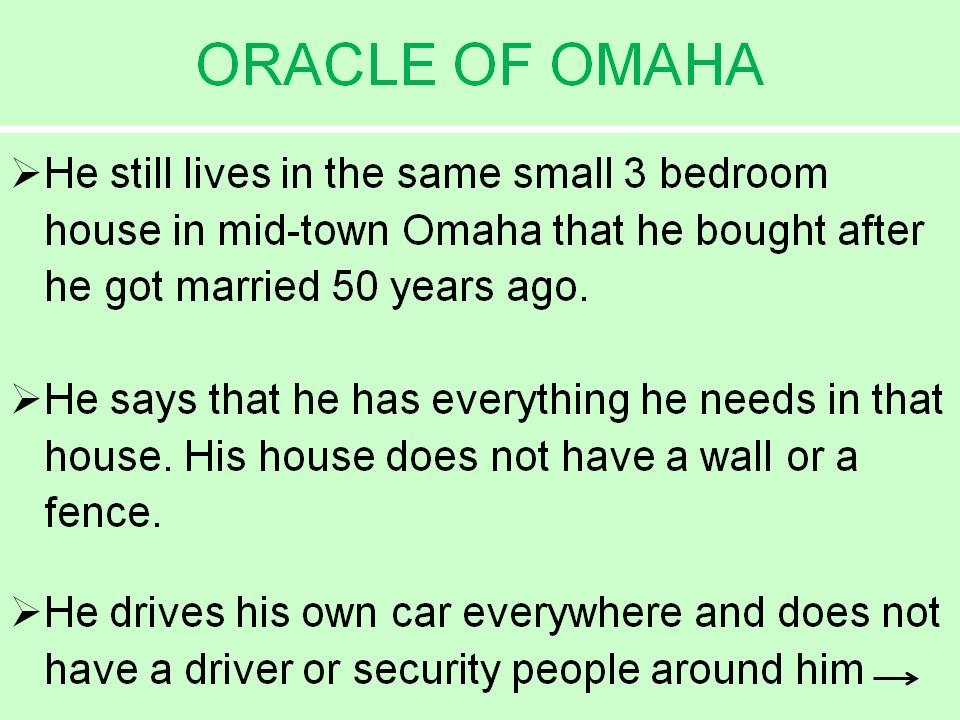 ORACLE OF OMAHA
➢He still lives in the same small 3 bedroom
house in mid-town Omaha that he bought after
he got married 50 years ago.
➢He says that he has everything he needs in that
house. His house does not have a wall or a
fence.
➢He drives his own car everywhere and does not
have a driver or security people around him →